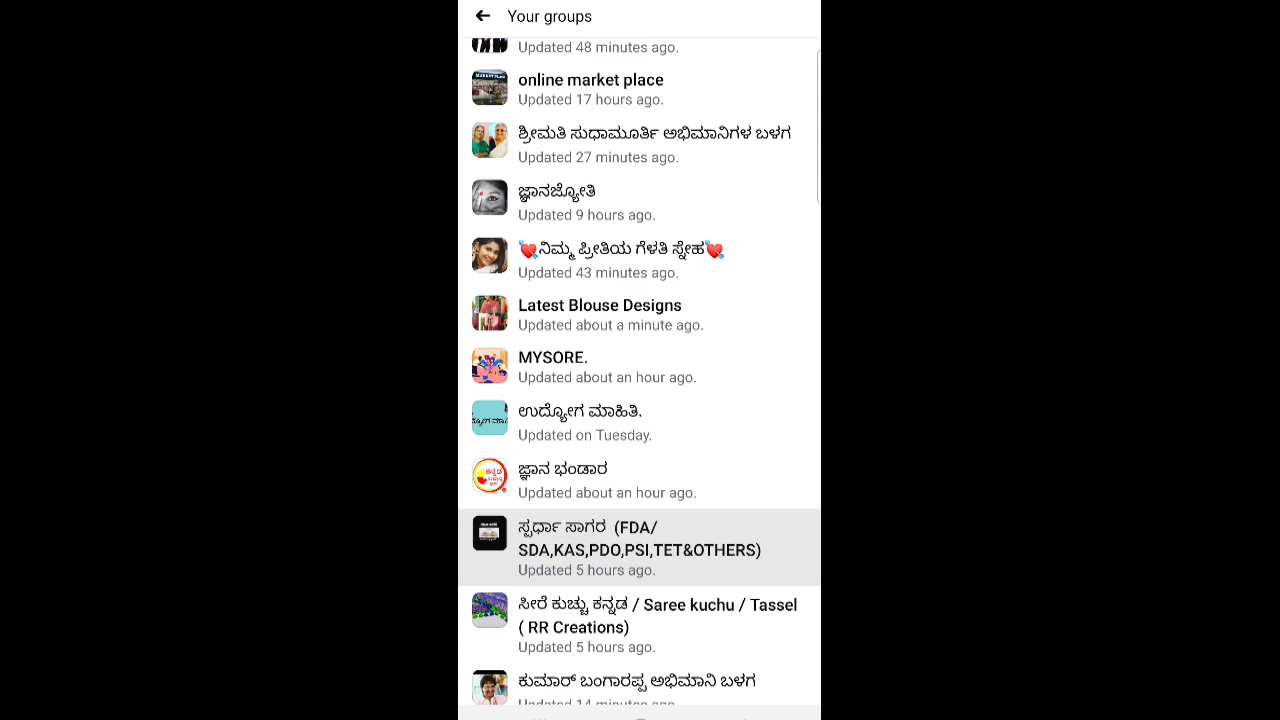 Your groups
Updated 48 minutes ago.
online market place
Updated 17 hours ago.
ಶ್ರೀಮತಿ ಸುಧಾಮೂರ್ತಿ ಅಭಿಮಾನಿಗಳ ಬಳಗ
Updated 27 minutes ago.
ಜ್ಞಾನಜ್ಯೋತಿ
Updated 9 hours ago.
💘ನಿಮ್ಮ ಪ್ರೀತಿಯ ಗೆಳತಿ ಸ್ನೇಹ💘
Updated 43 minutes ago.
Latest Blouse Designs
Updated about a minute ago.
MYSORE.
Updated about an hour ago.
ಉದ್ಯೋಗ ಮಾಹಿತಿ.
Updated on Tuesday.
ಜ್ಞಾನ ಭಂಡಾರ
Updated about an hour ago.
ಸ್ಪರ್ಧಾ ಸಾಗರ (FDA/
SDA,KAS,PDO,PSI,TET&OTHERS)
Updated 5 hours ago.
ಸೀರೆ ಕುಚ್ಚು ಕನ್ನಡ / Saree kuchu / Tassel
( RR Creations)
Updated 5 hours ago.
ಕುಮಾರ್ ಬಂಗಾರಪ್ಪ ಅಭಿಮಾನಿ ಬಳಗ
Updated 14 minutes ago.